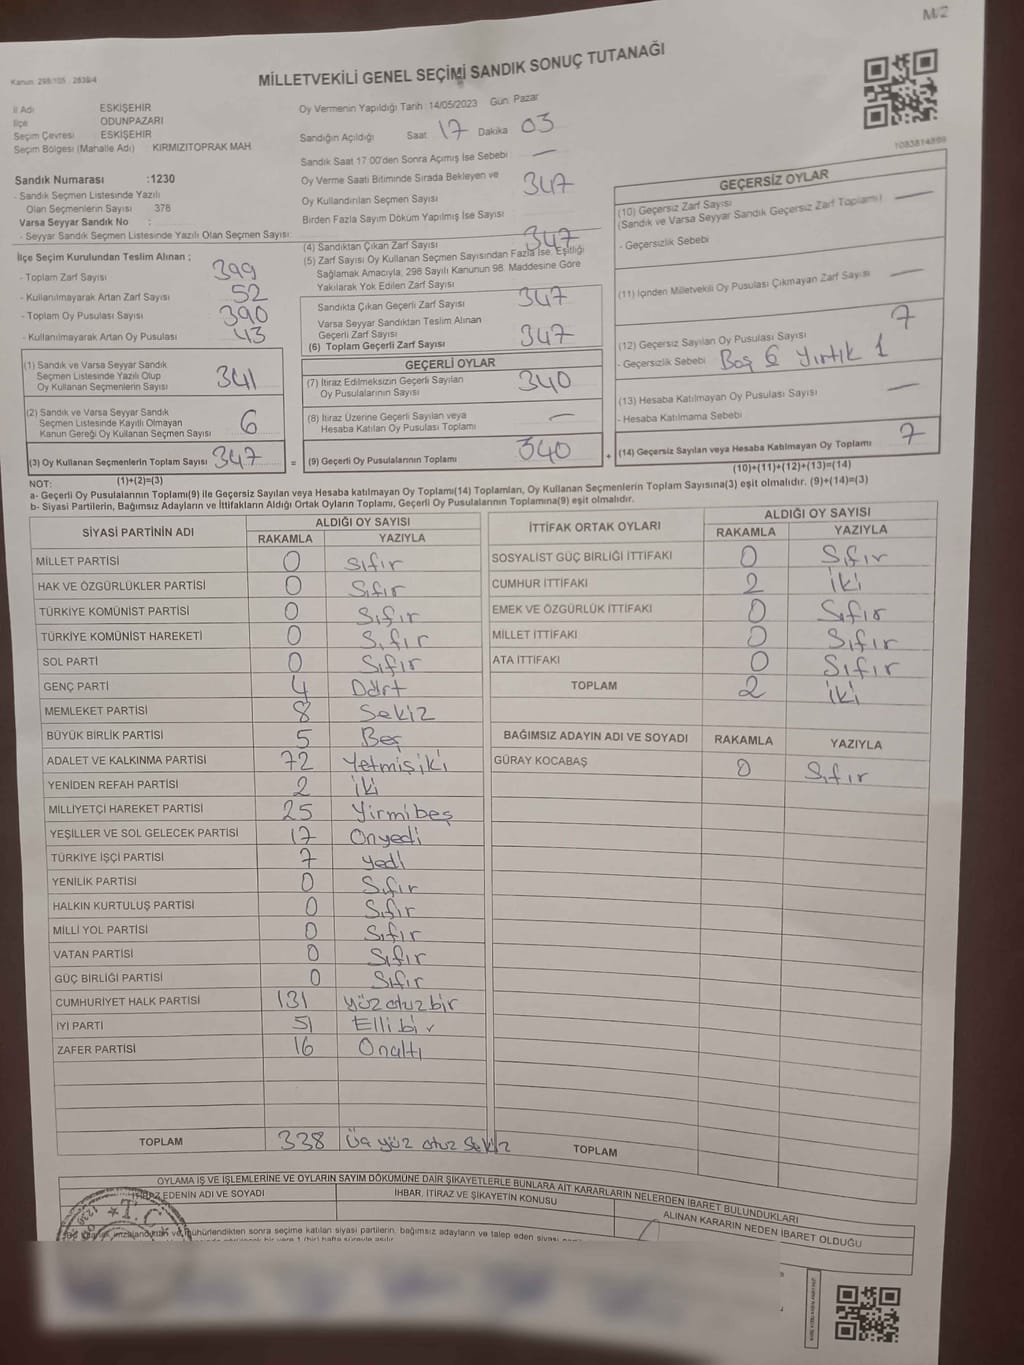 M/2
Kanun: 298/105 2839/4
MİLLETVEKİLİ GENEL SEÇİMİ SANDIK SONUÇ TUTANAĞI
1083814899
İl Adı ESKİŞEHİR
İlçe ODUNPAZARI
Seçim Çevresi ESKİŞEHİR
Seçim Bölgesi (Mahalle Adı) KIRMIZITOPRAK MAH
Sandık Numarası :1230
- Sandık Seçmen Listesinde Yazılı
Olan Seçmenlerin Sayısı 378
Varsa Seyyar Sandık No :
- Seyyar Sandık Seçmen Listesinde Yazılı Olan Seçmen Sayısı:
İlçe Seçim Kurulundan Teslim Alınan ;
- Toplam Zarf Sayısı 399
- Kullanılmayarak Artan Zarf Sayısı 52
- Toplam Oy Pusulası Sayısı 390
- Kullanılmayarak Artan Oy Pusulası 43
(1) Sandık ve Varsa Seyyar Sandık
Seçmen Listesinde Yazılı Olup
Oy Kullanan Seçmenlerin Sayısı 341
(2) Sandık ve Varsa Seyyar Sandık
Seçmen Listesinde Kayıtlı Olmayan
Kanun Gereği Oy Kullanan Seçmen Sayısı 6
(3) Oy Kullanan Seçmenlerin Toplam Sayısı 347 =
(1)+(2)=(3)
Oy Vermenin Yapıldığı Tarih :14/05/2023 Gün: Pazar
Sandığın Açıldığı Saat: 17 Dakika 03
Sandık Saat 17 00'den Sonra Açımış İse Sebebi —
Oy Verme Saati Bitiminde Sırada Bekleyen ve
Oy Kullandırılan Seçmen Sayısı 347
Birden Fazla Sayım Döküm Yapılmış İse Sayısı
(4) Sandıktan Çıkan Zarf Sayısı 347
(5) Zarf Sayısı Oy Kullanan Seçmen Sayısından Fazla İse, Eşitliği
Sağlamak Amacıyla, 298 Sayılı Kanunun 98. Maddesine Göre
Yakılarak Yok Edilen Zarf Sayısı
Sandıkta Çıkan Geçerli Zarf Sayısı 347
Varsa Seyyar Sandıktan Teslim Alınan
Geçerli Zarf Sayısı
(6) Toplam Geçerli Zarf Sayısı 347
GEÇERLİ OYLAR
(7) İtiraz Edilmeksizin Geçerli Sayılan
Oy Pusulalarının Sayısı 340
(8) İtiraz Üzerine Geçerli Sayılan veya
Hesaba Katılan Oy Pusulası Toplamı —
(9) Geçerli Oy Pusulalarının Toplamı 340 +
GEÇERSİZ OYLAR
(10) Geçersiz Zarf Sayısı
(Sandık ve Varsa Seyyar Sandık Geçersiz Zarf Toplamı) —
- Geçersizlik Sebebi
(11) İçinden Milletvekili Oy Pusulası Çıkmayan Zarf Sayısı —
(12) Geçersiz Sayılan Oy Pusulası Sayısı 7
- Geçersizlik Sebebi Boş 6 Yırtık 1
(13) Hesaba Katılmayan Oy Pusulası Sayısı —
- Hesaba Katılmama Sebebi
(14) Geçersiz Sayılan veya Hesaba Katılmayan Oy Toplamı 7
(10)+(11)+(12)+(13)=(14)
NOT:
a- Geçerli Oy Pusulalarının Toplamı(9) ile Geçersiz Sayılan veya Hesaba katılmayan Oy Toplamı(14) Toplamları, Oy Kullanan Seçmenlerin Toplam Sayısına(3) eşit olmalıdır. (9)+(14)=(3)
b- Siyasi Partilerin, Bağımsız Adayların ve İttifakların Aldığı Ortak Oyların Toplamı, Geçerli Oy Pusulalarının Toplamına(9) eşit olmalıdır.
SİYASİ PARTİNİN ADI ALDIĞI OY SAYISI
RAKAMLA YAZIYLA
MİLLET PARTİSİ 0 sıfır
HAK VE ÖZGÜRLÜKLER PARTİSİ 0 Sıfır
TÜRKİYE KOMÜNİST PARTİSİ 0 Sıfır
TÜRKİYE KOMÜNİST HAREKETİ 0 Sıfır
SOL PARTİ 0 Sıfır
GENÇ PARTİ 4 Dört
MEMLEKET PARTİSİ 8 Sekiz
BÜYÜK BİRLİK PARTİSİ 5 Beş
ADALET VE KALKINMA PARTİSİ 72 Yetmişiki
YENİDEN REFAH PARTİSİ 2 iki
MİLLİYETÇİ HAREKET PARTİSİ 25 Yirmibeş
YEŞİLLER VE SOL GELECEK PARTİSİ 17 Onyedi
TÜRKİYE İŞÇİ PARTİSİ 7 yedi
YENİLİK PARTİSİ 0 Sıfır
HALKIN KURTULUŞ PARTİSİ 0 Sıfır
MİLLİ YOL PARTİSİ 0 Sıfır
VATAN PARTİSİ 0 Sıfır
GÜÇ BİRLİĞİ PARTİSİ 0 Sıfır
CUMHURİYET HALK PARTİSİ 131 yüz otuz bir
İYİ PARTİ 51 Elli bir
ZAFER PARTİSİ 16 Onaltı
TOPLAM 338 Üç yüz otuz sekiz
İTTİFAK ORTAK OYLARI ALDIĞI OY SAYISI
RAKAMLA YAZIYLA
SOSYALİST GÜÇ BİRLİĞİ İTTİFAKI 0 Sıfır
CUMHUR İTTİFAKI 2 iki
EMEK VE ÖZGÜRLÜK İTTİFAKI 0 Sıfır
MİLLET İTTİFAKI 0 Sıfır
ATA İTTİFAKI 0 Sıfır
TOPLAM 2 iki
BAĞIMSIZ ADAYIN ADI VE SOYADI RAKAMLA YAZIYLA
GÜRAY KOCABAŞ 0 Sıfır
TOPLAM
OYLAMA İŞ VE İŞLEMLERİNE VE OYLARIN SAYIM DÖKÜMÜNE DAİR ŞİKAYETLERLE BUNLARA AİT KARARLARIN NELERDEN İBARET BULUNDUKLARI
EDENİN ADI VE SOYADI İHBAR, İTİRAZ VE ŞİKAYETİN KONUSU ALINAN KARARIN NEDEN İBARET OLDUĞU
T.C.
1230
mühürlendikten sonra seçime katılan siyasi partilerin, bağımsız adayların ve talep eden